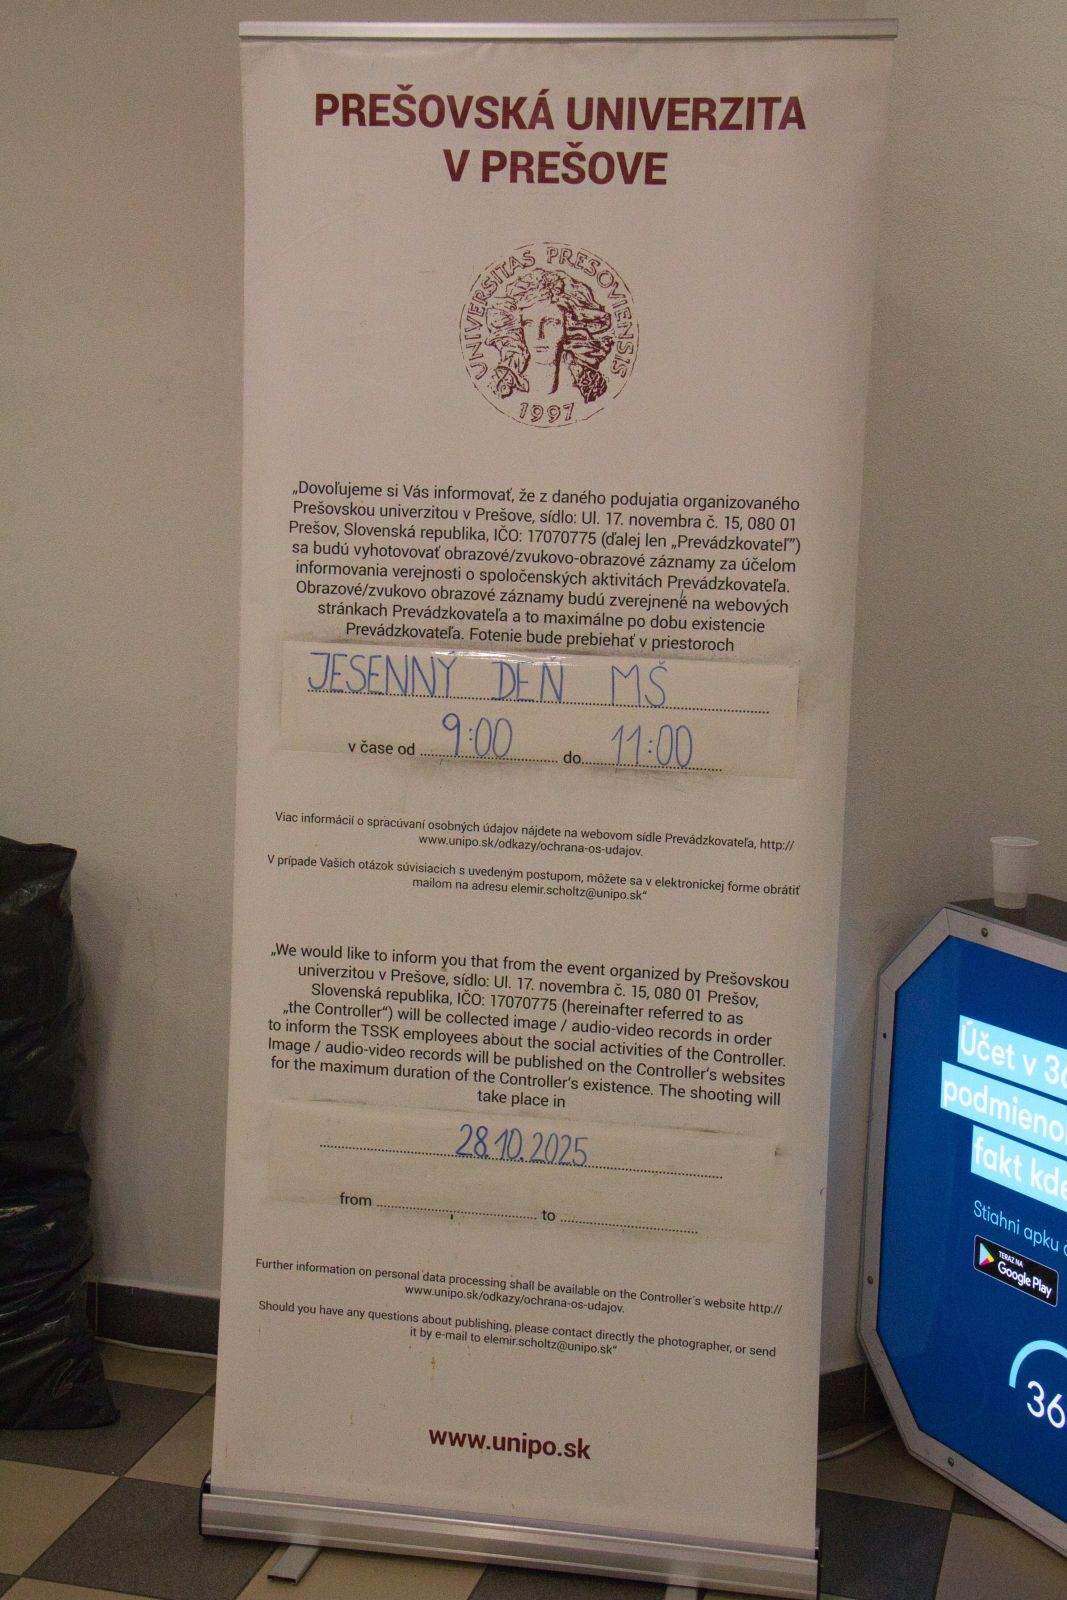 PREŠOVSKÁ UNIVERZITA
V PREŠOVE
UNIVERSITAS PRESOVIENSIS
1997
„Dovoľujeme si Vás informovať, že z daného podujatia organizovaného
Prešovskou univerzitou v Prešove, sídlo: Ul. 17. novembra č. 15, 080 01
Prešov, Slovenská republika, IČO: 17070775 (ďalej len „Prevádzkovateľ“)
sa budú vyhotovovať obrazové/zvukovo-obrazové záznamy za účelom
informovania verejnosti o spoločenských aktivitách Prevádzkovateľa.
Obrazové/zvukovo obrazové záznamy budú zverejnené na webových
stránkach Prevádzkovateľa a to maximálne po dobu existencie
Prevádzkovateľa. Fotenie bude prebiehať v priestoroch
JESENNÝ DEŇ MŠ
v čase od 9:00 do 11:00
Viac informácií o spracúvaní osobných údajov nájdete na webovom sídle Prevádzkovateľa, http://
www.unipo.sk/odkazy/ochrana-os-udajov.
V prípade Vašich otázok súvisiacich s uvedeným postupom, môžete sa v elektronickej forme obrátiť
mailom na adresu elemir.scholtz@unipo.sk“
„We would like to inform you that from the event organized by Prešovskou
univerzitou v Prešove, sídlo: Ul. 17. novembra č. 15, 080 01 Prešov,
Slovenská republika, IČO: 17070775 (hereinafter referred to as
„the Controller“) will be collected image / audio-video records in order
to inform the TSSK employees about the social activities of the Controller.
Image / audio-video records will be published on the Controller‘s websites
for the maximum duration of the Controller‘s existence. The shooting will
take place in
28.10.2025
from to
Further information on personal data processing shall be available on the Controller´s website http://
www.unipo.sk/odkazy/ochrana-os-udajov.
Should you have any questions about publishing, please contact directly the photographer, or send
it by e-mail to elemir.scholtz@unipo.sk“
www.unipo.sk
Účet v 36
podmieno
fakt kde
Stiahni apku
TERAZ NA
Google Play
36